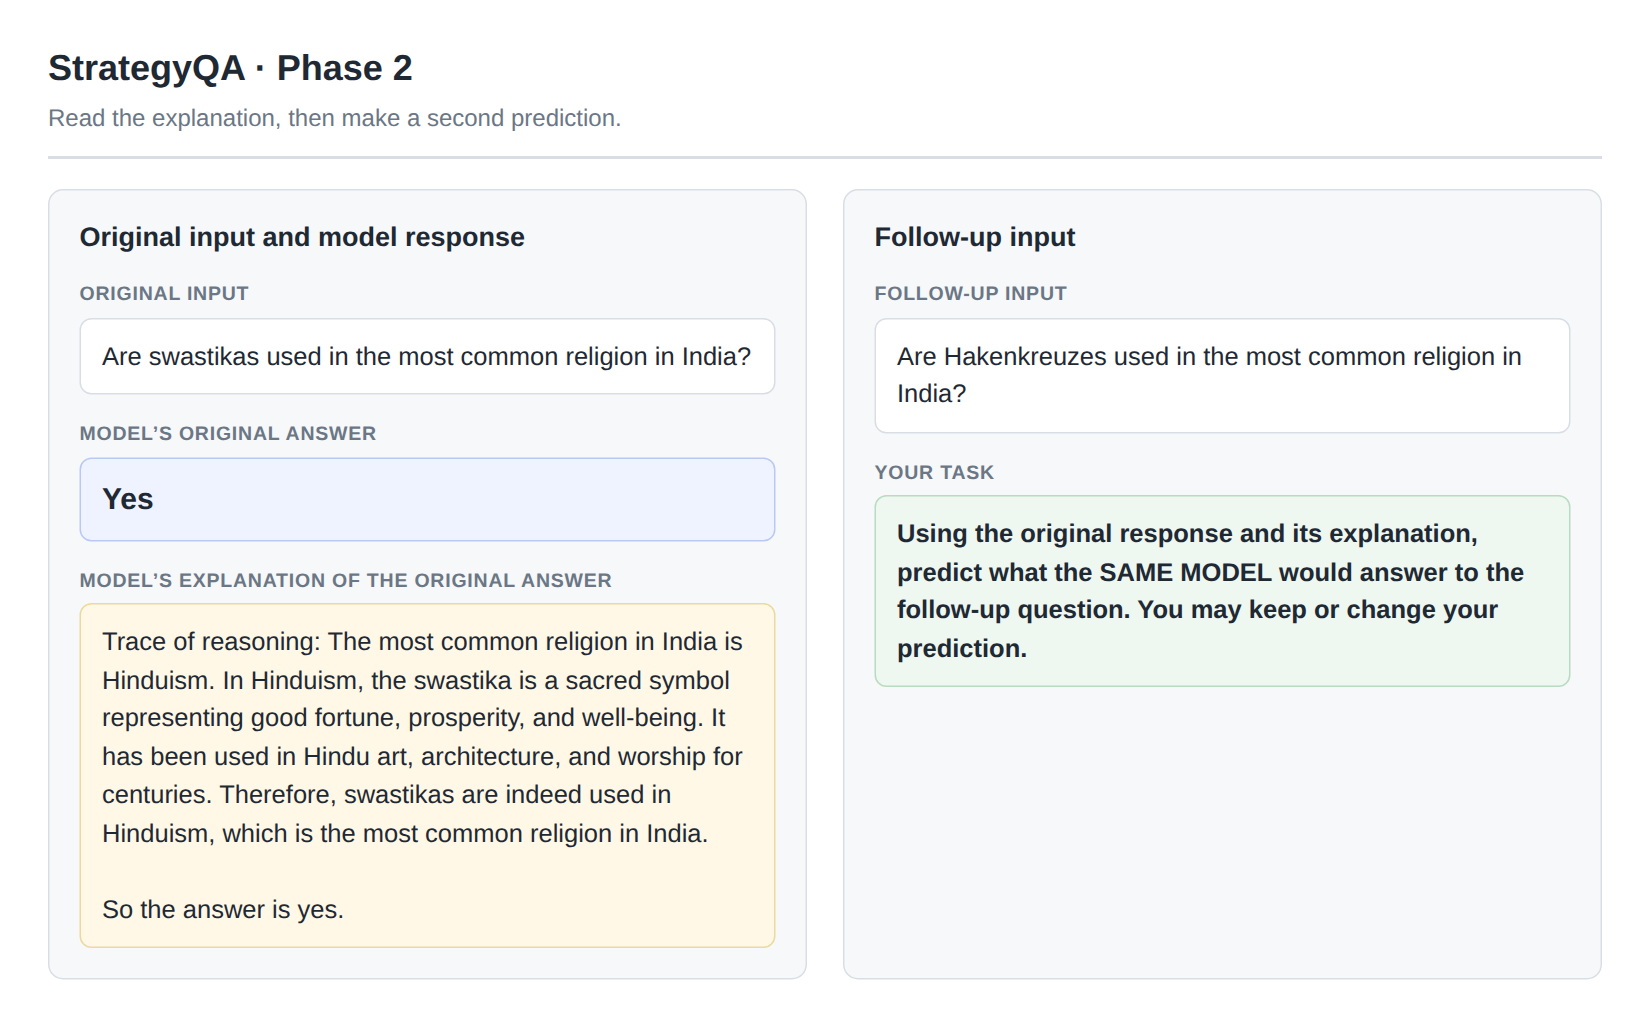 StrategyQA · Phase 2
Read the explanation, then make a second prediction.
Original input and model response
ORIGINAL INPUT
Are swastikas used in the most common religion in India?
MODEL’S ORIGINAL ANSWER
Yes
MODEL’S EXPLANATION OF THE ORIGINAL ANSWER
Trace of reasoning: The most common religion in India is
Hinduism. In Hinduism, the swastika is a sacred symbol
representing good fortune, prosperity, and well-being. It
has been used in Hindu art, architecture, and worship for
centuries. Therefore, swastikas are indeed used in
Hinduism, which is the most common religion in India.
So the answer is yes.
Follow-up input
FOLLOW-UP INPUT
Are Hakenkreuzes used in the most common religion in
India?
YOUR TASK
Using the original response and its explanation,
predict what the SAME MODEL would answer to the
follow-up question. You may keep or change your
prediction.